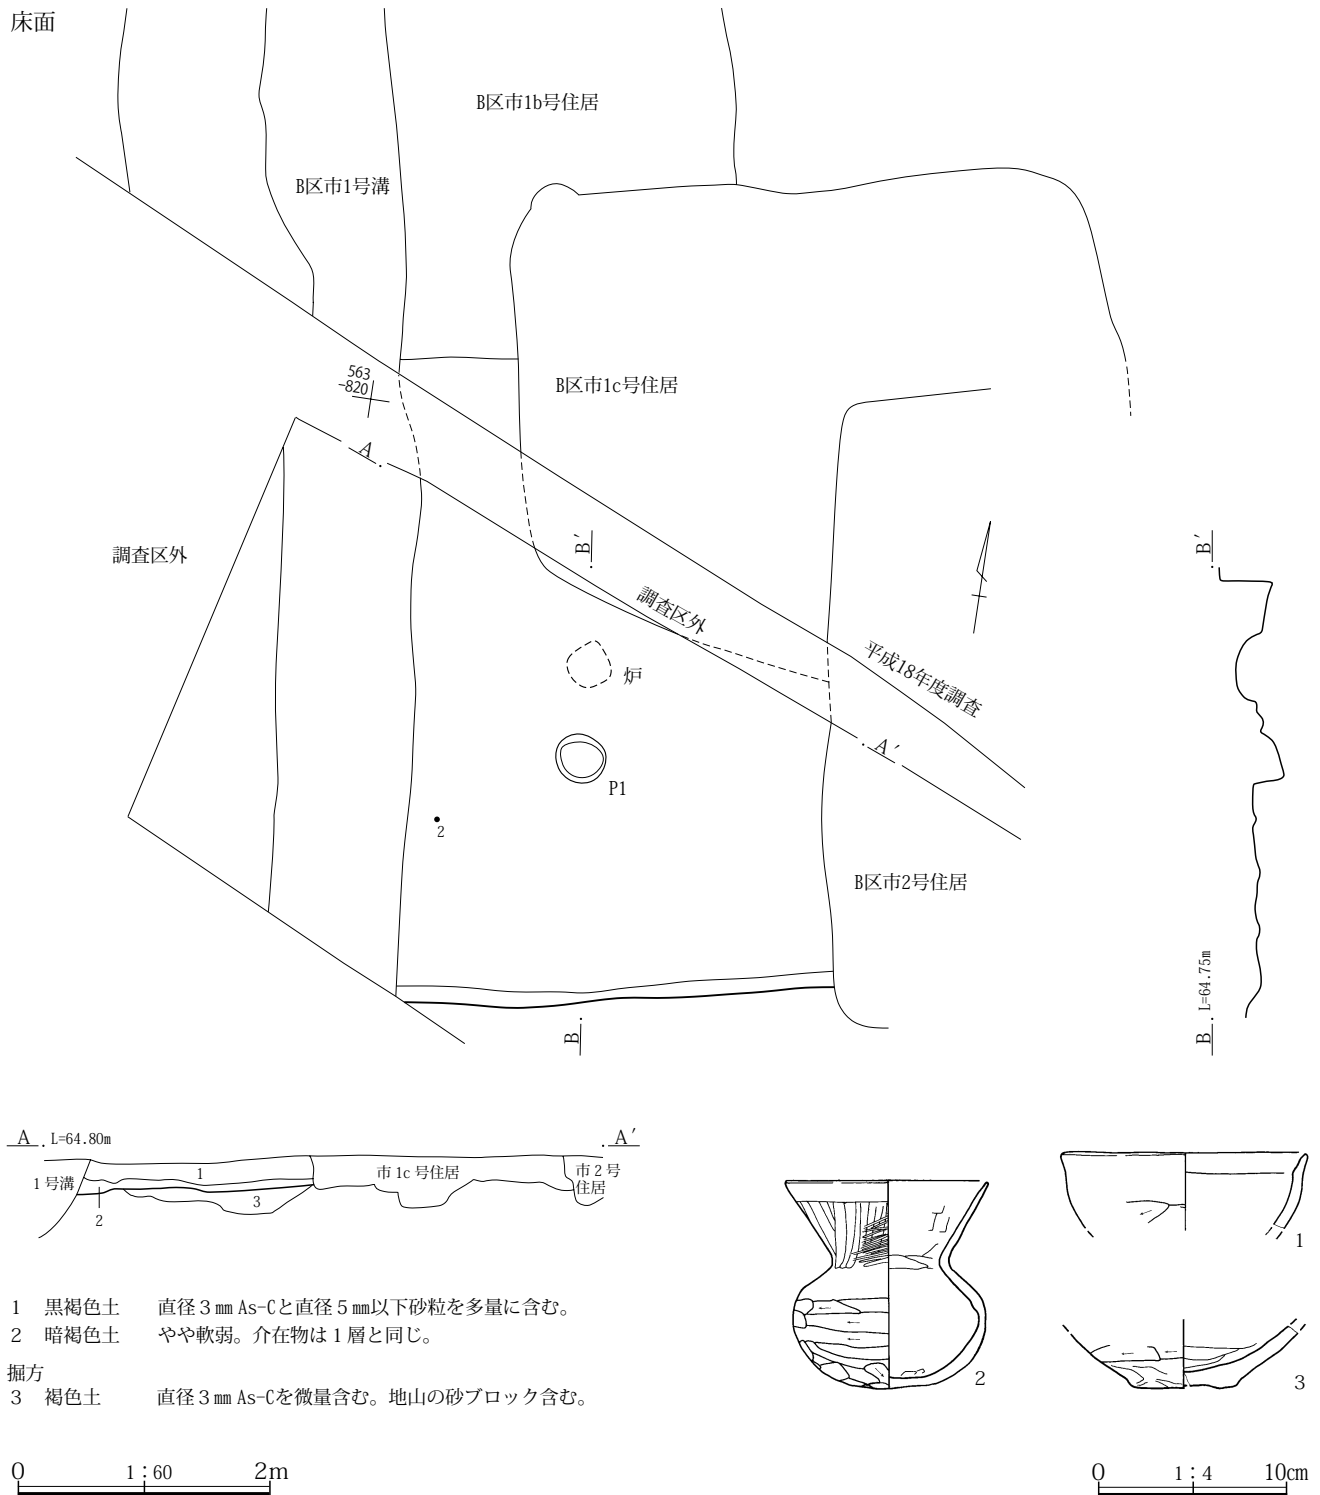 床面
B区市1b号住居
B区市1号溝
563
-820
B区市1c号住居
A
調査区外
B′
調査区外
平成18年度調査
炉
A′
P1
2
B区市2号住居
B
B′
B L=64.75m
A L=64.80m A′
1号溝
1
2
3
市1c号住居
市2号
住居
1 黒褐色土 直径3㎜As-Cと直径5㎜以下砂粒を多量に含む。
2 暗褐色土 やや軟弱。介在物は1層と同じ。
掘方
3 褐色土 直径3㎜As-Cを微量含む。地山の砂ブロック含む。
0 1:60 2m
2
1
3
0 1:4 10㎝